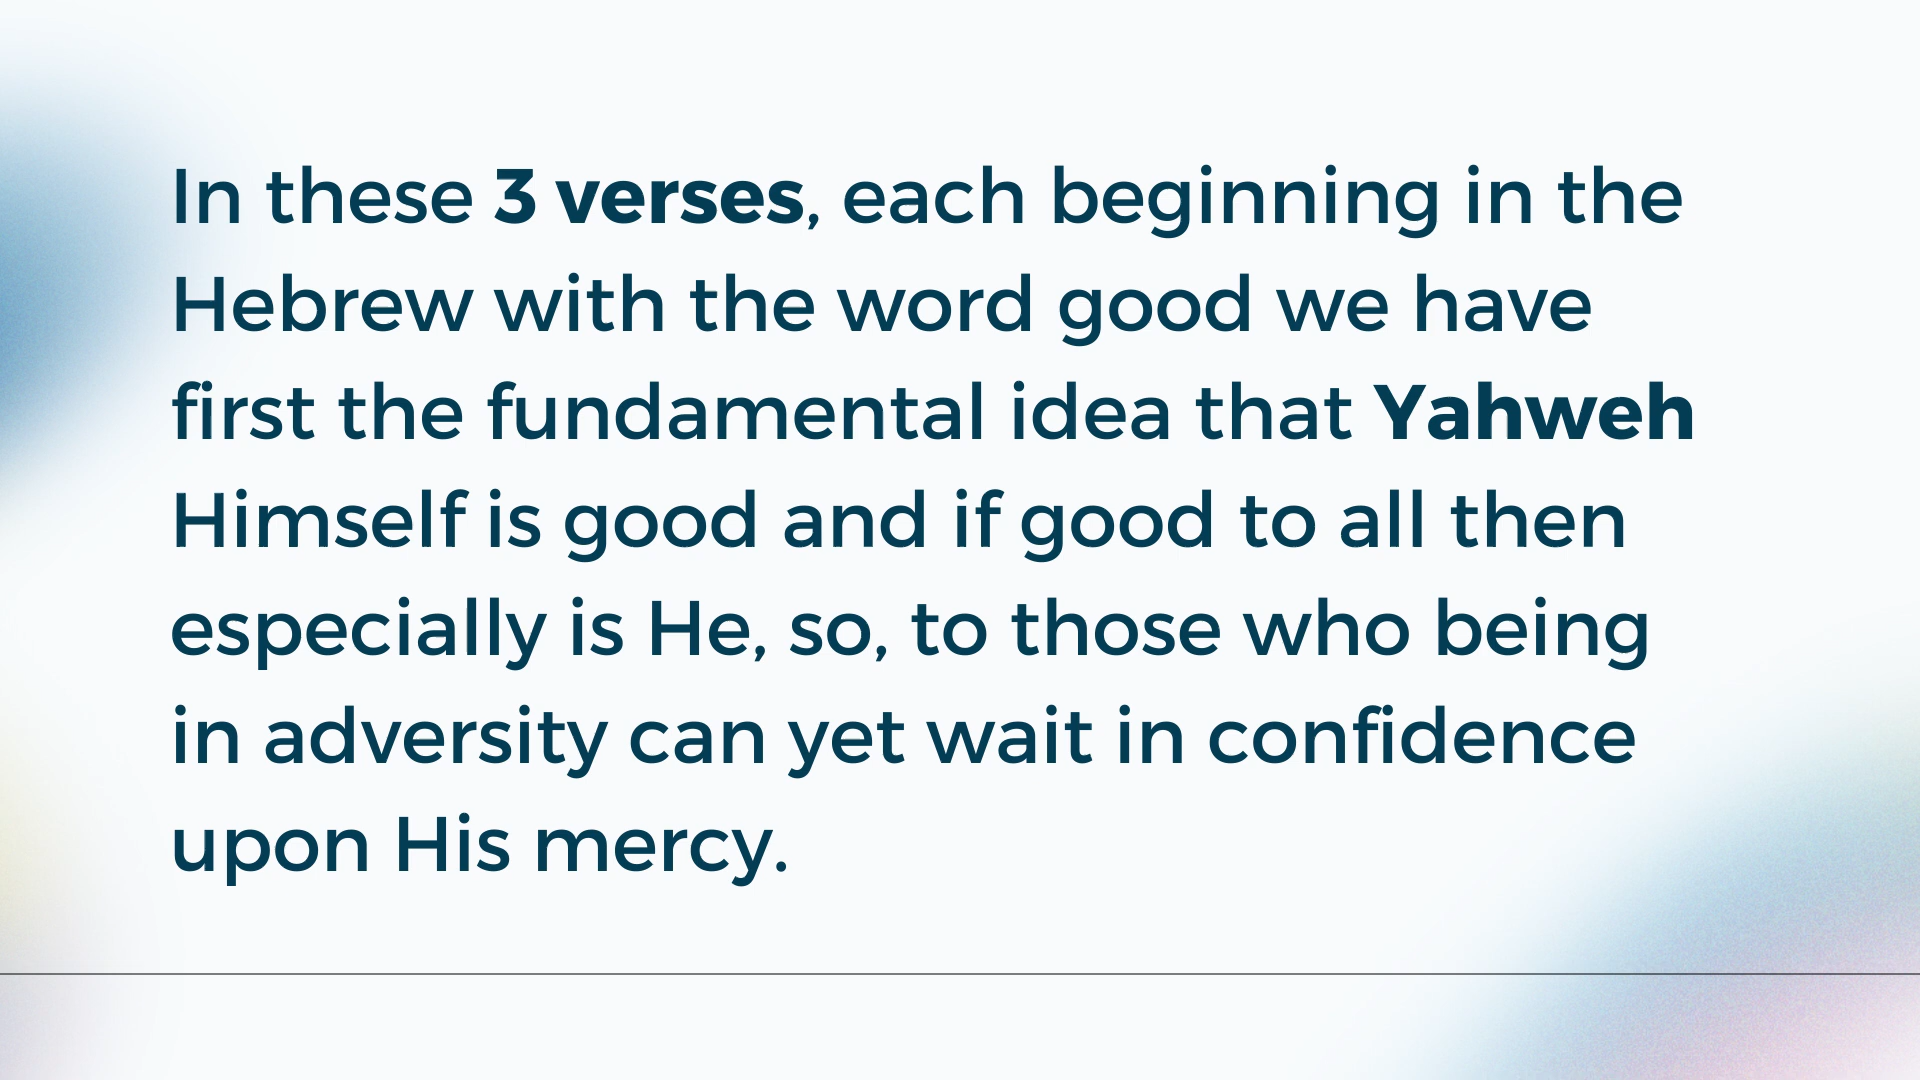 In these 3 verses, each beginning in the
Hebrew with the word good we have
first the fundamental idea that Yahweh
Himself is good and if good to all then
especially is He, so, to those who being
in adversity can yet wait in confidence
upon His mercy.